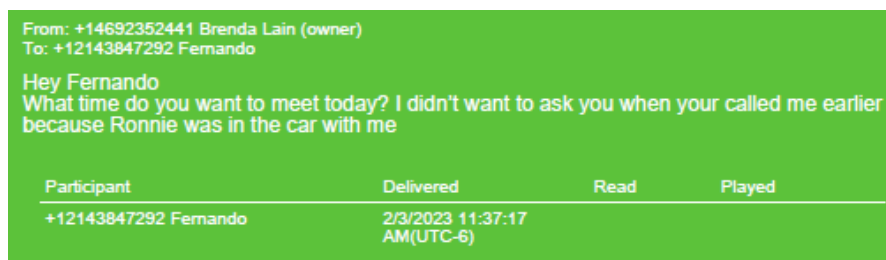 From: +14692352441 Brenda Lain (owner)
To: +12143847292 Fernando
Hey Fernando
What time do you want to meet today? I didn't want to ask you when your called me earlier
because Ronnie was in the car with me
Participant Delivered Read Played
+12143847292 Fernando 2/3/2023 11:37:17
AM(UTC-6)